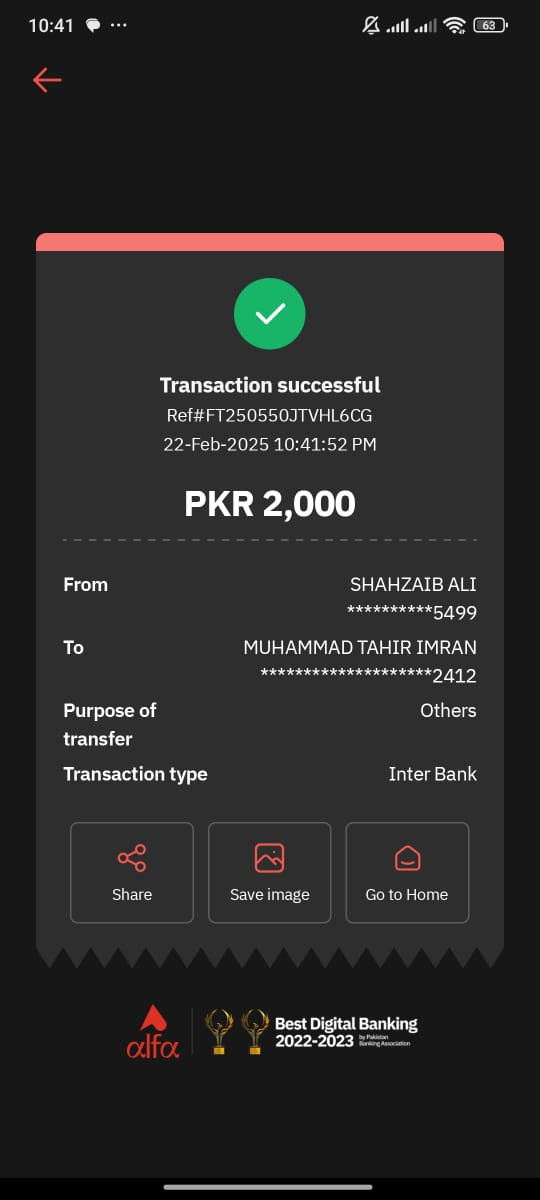 10:41
63
Transaction successful
Ref#FT250550JTVHL6CG
22-Feb-2025 10:41:52 PM
PKR 2,000
From SHAHZAIB ALI
**********5499
To MUHAMMAD TAHIR IMRAN
********************2412
Purpose of transfer Others
Transaction type Inter Bank
Share Save image Go to Home
alfa
Best Digital Banking
2022-2023 by Pakistan Banking Association